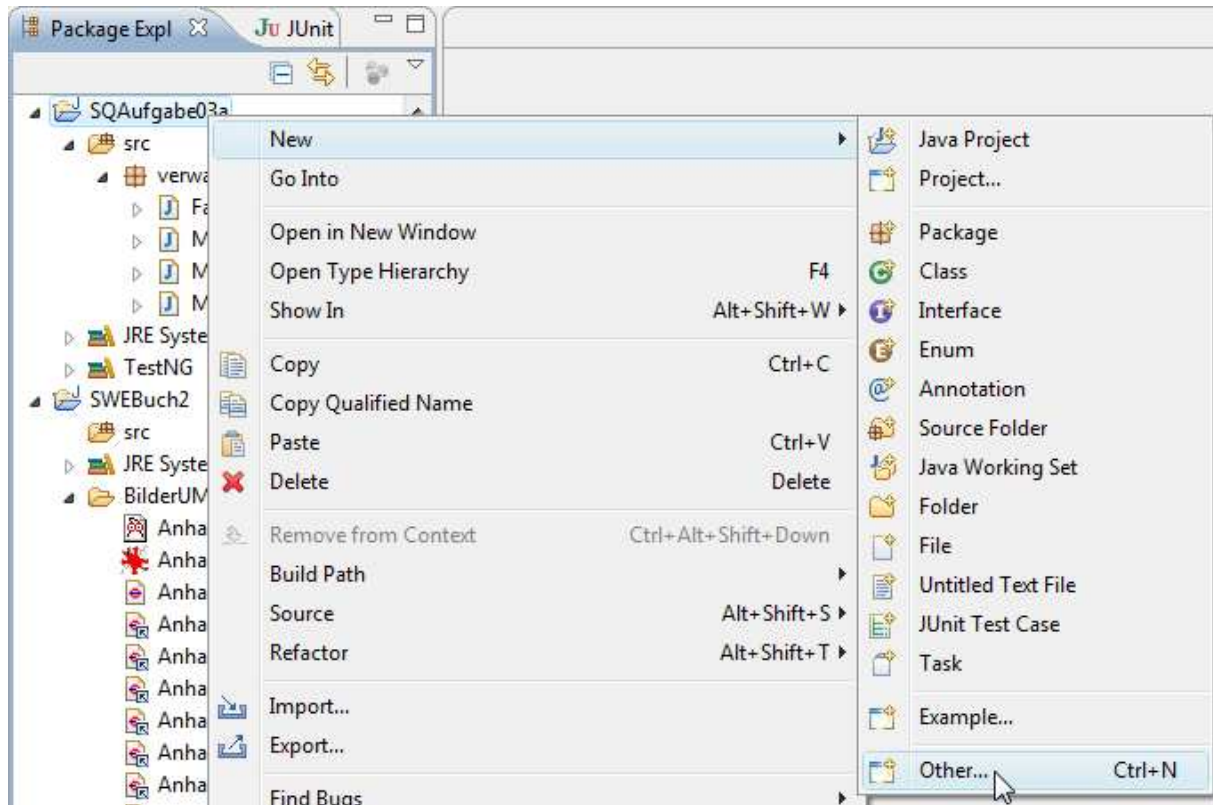 Package Expl
JUnit
SQAufgabe03a
src
verwa
Fa
M
M
M
JRE Syste
TestNG
SWEBuch2
src
JRE Syste
BilderUM
Anha
Anha
Anha
Anha
Anha
Anha
Anha
Anha
Anha
New
Go Into
Open in New Window
Open Type Hierarchy F4
Show In Alt+Shift+W
Copy Ctrl+C
Copy Qualified Name
Paste Ctrl+V
Delete Delete
Remove from Context Ctrl+Alt+Shift+Down
Build Path
Source Alt+Shift+S
Refactor Alt+Shift+T
Import...
Export...
Find Bugs
Java Project
Project...
Package
Class
Interface
Enum
Annotation
Source Folder
Java Working Set
Folder
File
Untitled Text File
JUnit Test Case
Task
Example...
Other... Ctrl+N